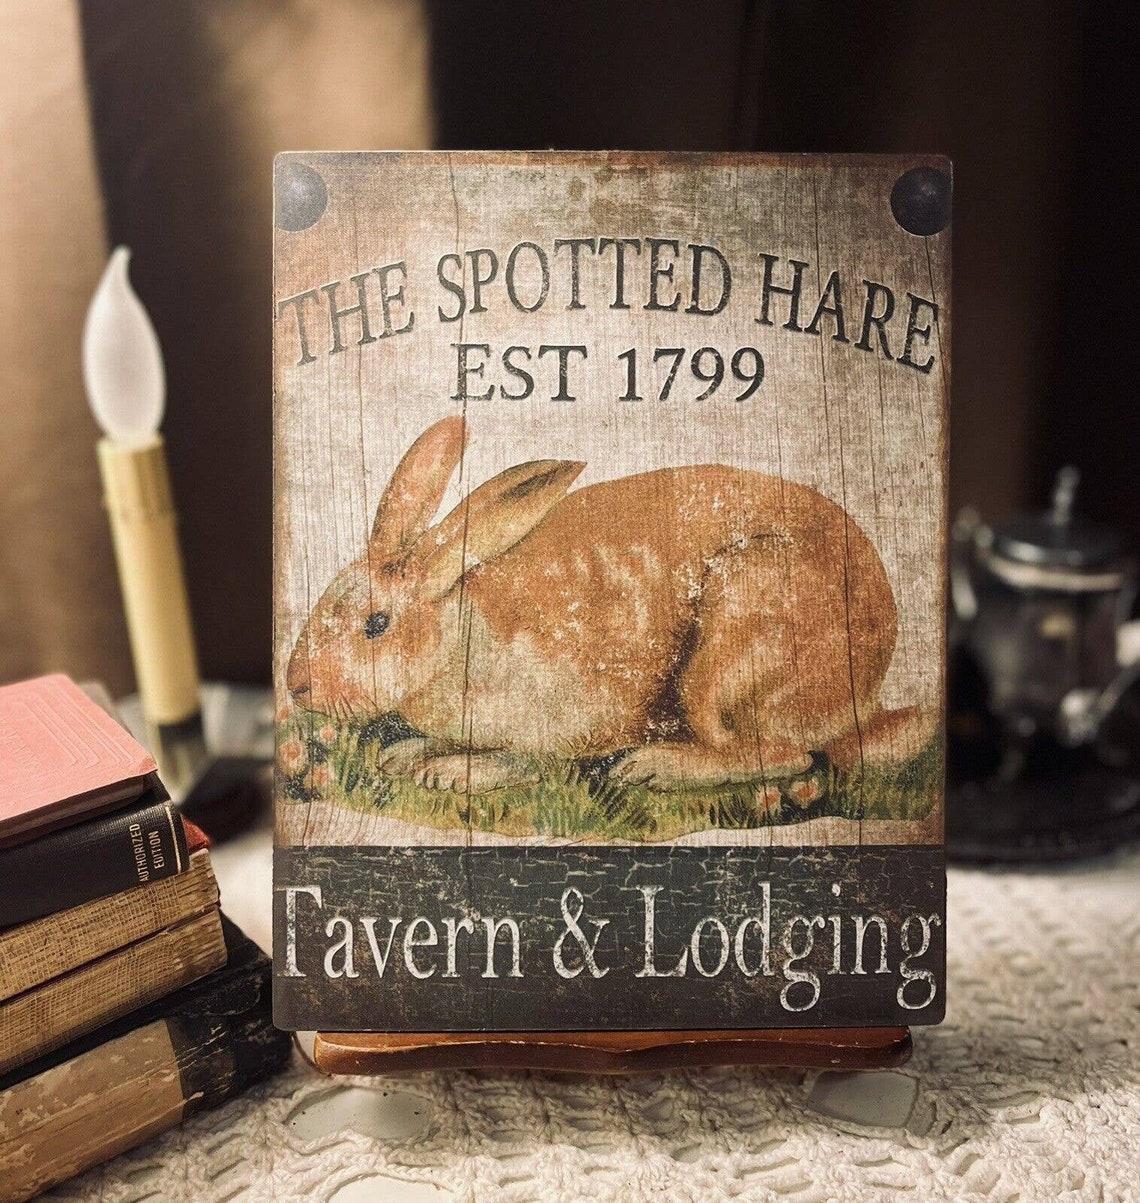 THE SPOTTED HARE
EST 1799
Tavern & Lodging
AUTHORIZED
EDITION